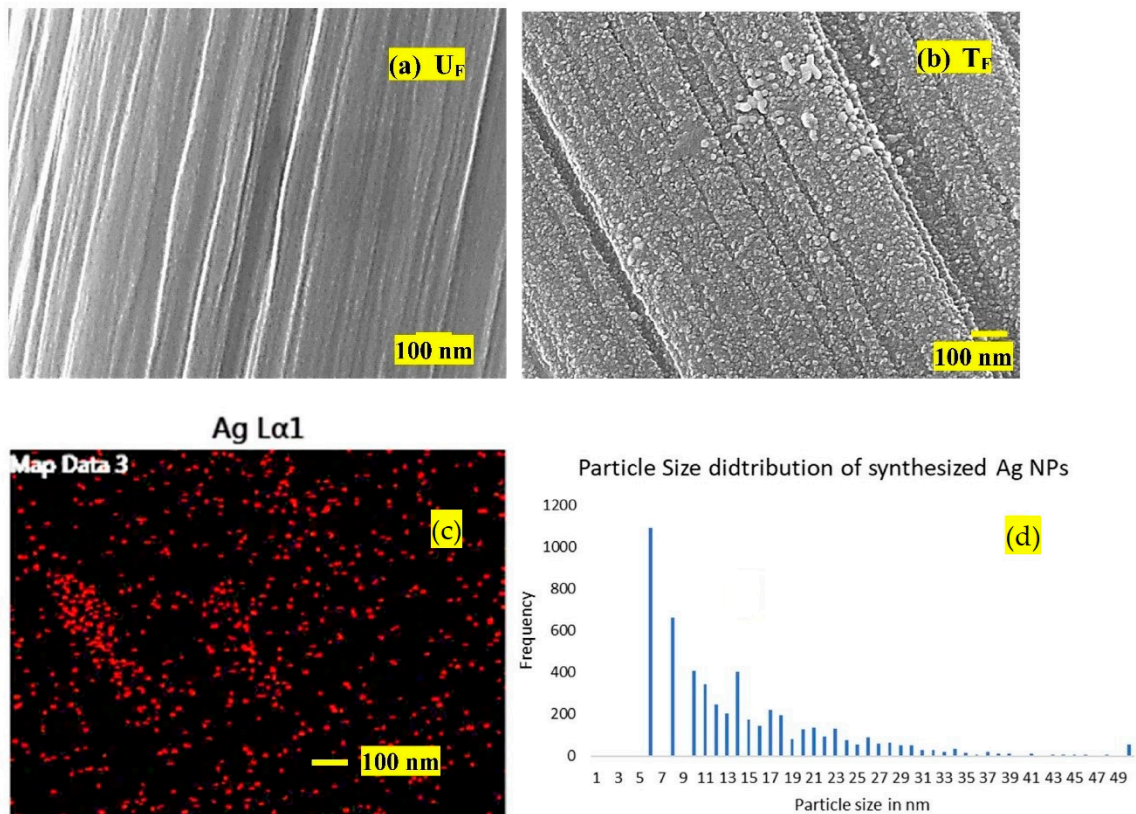 (a) U_F
100 nm
(b) T_F
100 nm
Ag Lα1
Map Data 3
(c)
100 nm
Particle Size didtribution of synthesized Ag NPs
(d)
Frequency
1200
1000
800
600
400
200
0
1 3 5 7 9 11 13 15 17 19 21 23 25 27 29 31 33 35 37 39 41 43 45 47 49
Particle size in nm